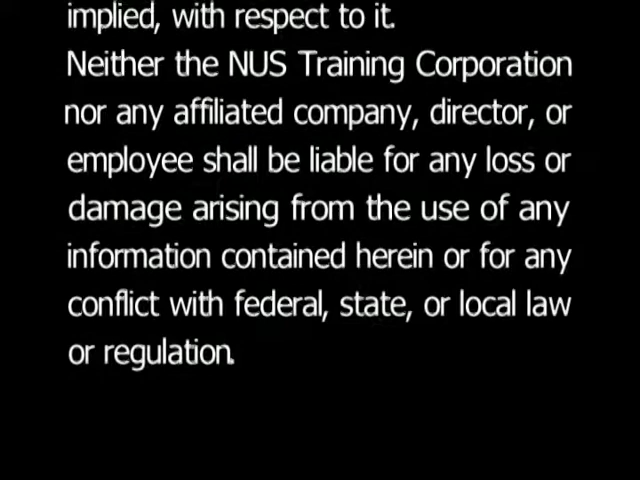 implied, with respect to it.
Neither the NUS Training Corporation
nor any affiliated company, director, or
employee shall be liable for any loss or
damage arising from the use of any
information contained herein or for any
conflict with federal, state, or local law
or regulation.